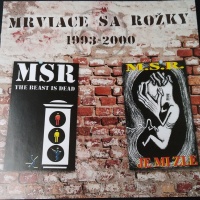 MRVIACE SA ROŽKY
1993-2000
MSR
THE BEAST IS DEAD
M.S.R.
JE MI ZLE